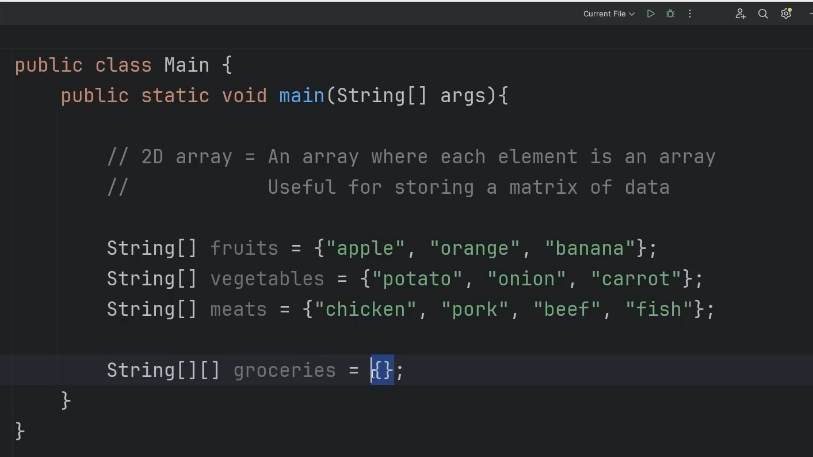 Current File
public class Main {
public static void main(String[] args){
// 2D array = An array where each element is an array
// Useful for storing a matrix of data
String[] fruits = {"apple", "orange", "banana"};
String[] vegetables = {"potato", "onion", "carrot"};
String[] meats = {"chicken", "pork", "beef", "fish"};
String[][] groceries = {};
}
}